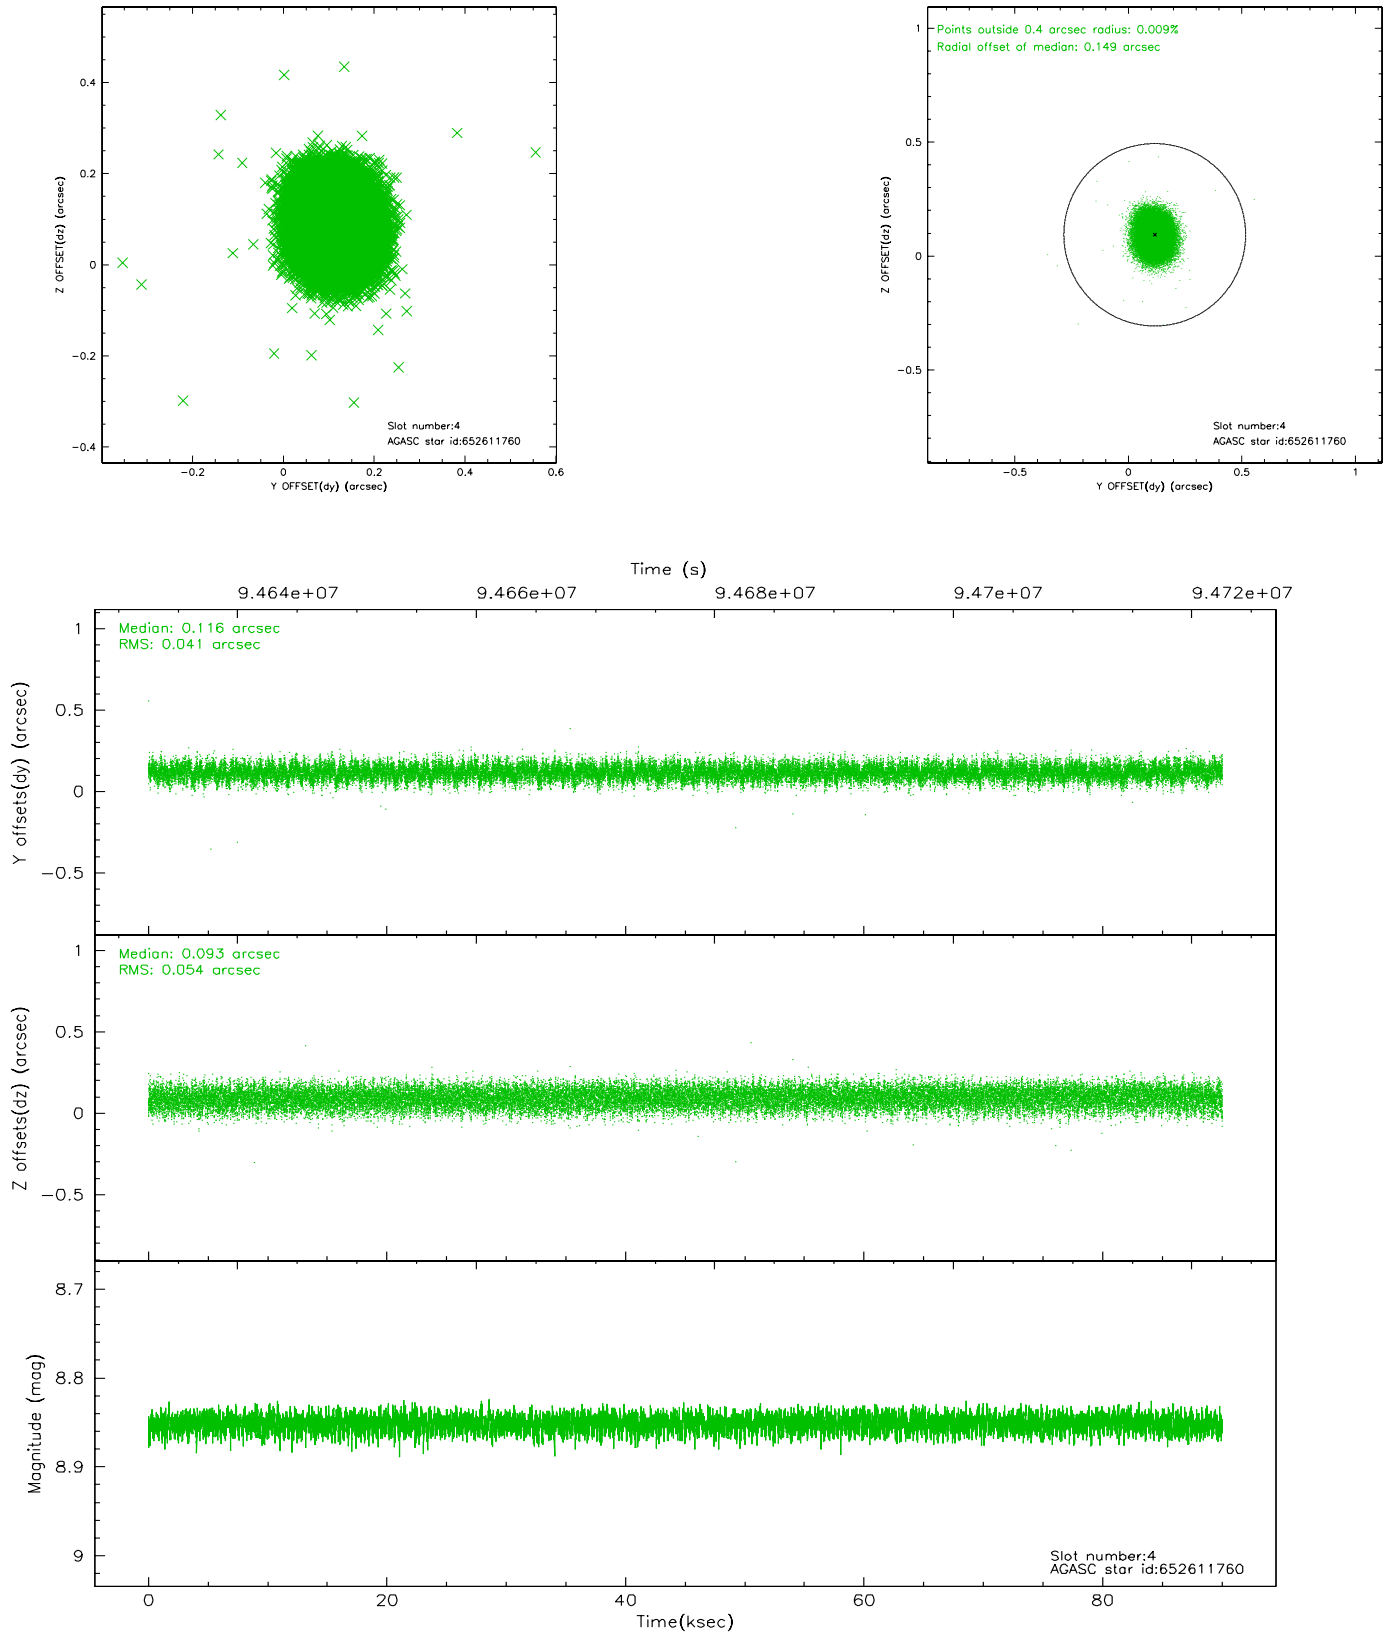 0.4
0.2
0
−0.2
−0.4
Z OFFSET(dz) (arcsec)
−0.2
0
0.2
0.4
0.6
Y OFFSET(dy) (arcsec)
Slot number:4
AGASC star id:652611760
Points outside 0.4 arcsec radius: 0.009%
Radial offset of median: 0.149 arcsec
1
0.5
0
−0.5
Z OFFSET(dz) (arcsec)
−0.5
0
0.5
1
Y OFFSET(dy) (arcsec)
Slot number:4
AGASC star id:652611760
Time (s)
9.464e+07
9.466e+07
9.468e+07
9.47e+07
9.472e+07
Median: 0.116 arcsec
RMS: 0.041 arcsec
1
0.5
0
−0.5
Y offsets(dy) (arcsec)
Median: 0.093 arcsec
RMS: 0.054 arcsec
1
0.5
0
−0.5
Z offsets(dz) (arcsec)
8.7
8.8
8.9
9
Magnitude (mag)
Slot number:4
AGASC star id:652611760
0
20
40
60
80
Time(ksec)